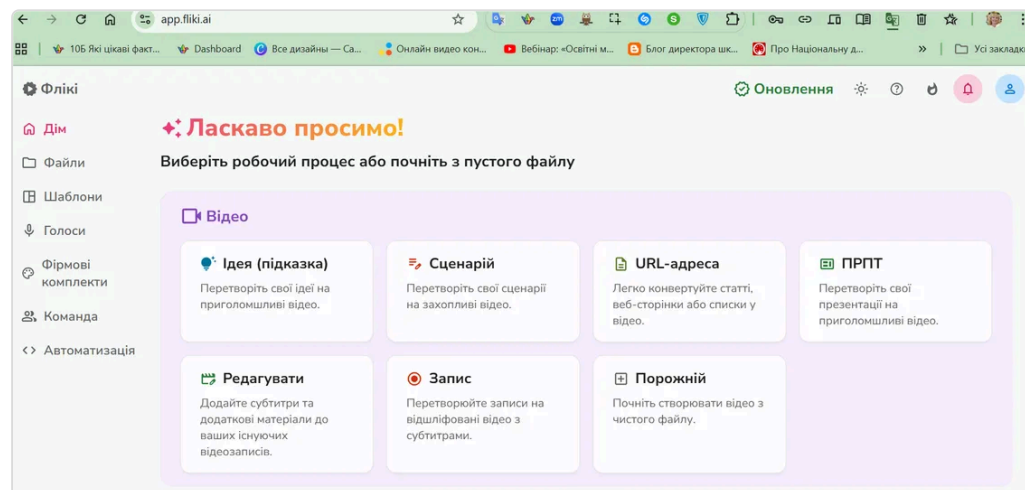 app.fliki.ai
106 Які цікаві факт...
Dashboard
Все дизайны — Са...
Онлайн видео кон...
Вебінар: «Освітні м...
Блог директора шк...
Про Національну д...
»
Усі закладк
Флікі
Оновлення
Дім
Файли
Шаблони
Голоси
Фірмові
комплекти
Команда
Автоматизація
Ласкаво просимо!
Виберіть робочий процес або почніть з пустого файлу
Відео
Ідея (підказка)
Перетворіть свої ідеї на
приголомшливі відео.
Сценарій
Перетворіть свої сценарії
на захопливі відео.
URL-адреса
Легко конвертуйте статті,
веб-сторінки або списки у
відео.
ПРПТ
Перетворіть свої
презентації на
приголомшливі відео.
Редагувати
Додайте субтитри та
додаткові матеріали до
ваших існуючих
відеозаписів.
Запис
Перетворюйте записи на
відшліфовані відео з
субтитрами.
Порожній
Почніть створювати відео з
чистого файлу.